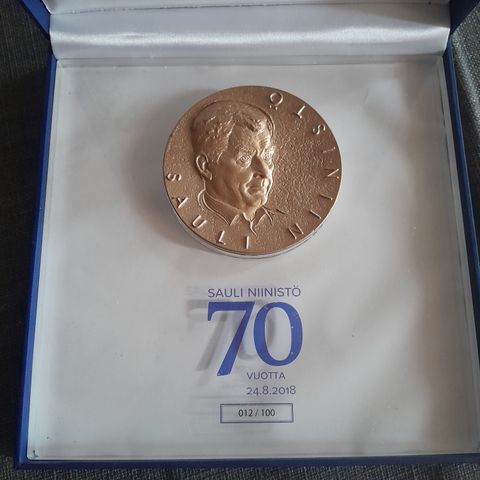 SAULI NIINISTÖ
SAULI NIINISTÖ
70
VUOTTA
24.8.2018
012 / 100